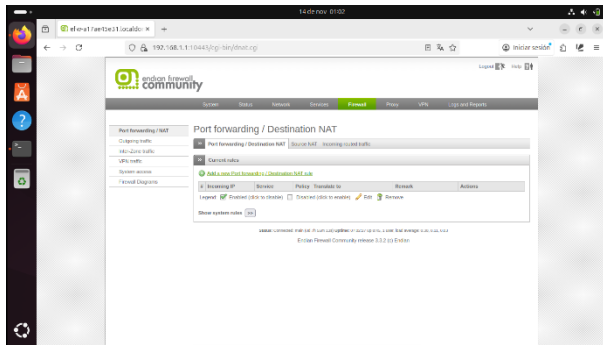 14 de nov 01:02
192.168.1.1:10443/cgi-bin/dnat.cgi
Iniciar sesión
Logout Help
endian firewall
community
System Status Network Services Firewall Proxy VPN Logs and Reports
Port forwarding / NAT
Outgoing traffic
Inter-Zone traffic
VPN traffic
System access
Firewall Diagrams
Port forwarding / Destination NAT
Port forwarding / Destination NAT Source NAT Incoming routed traffic
Current rules
Add a new Port forwarding / Destination NAT rule
# Incoming IP Service Policy Translate to Remark Actions
Legend Enabled (click to disable) Disabled (click to enable) Edit Remove
Show system rules >>
Endian Firewall Community release 3.3.2 (c) Endian